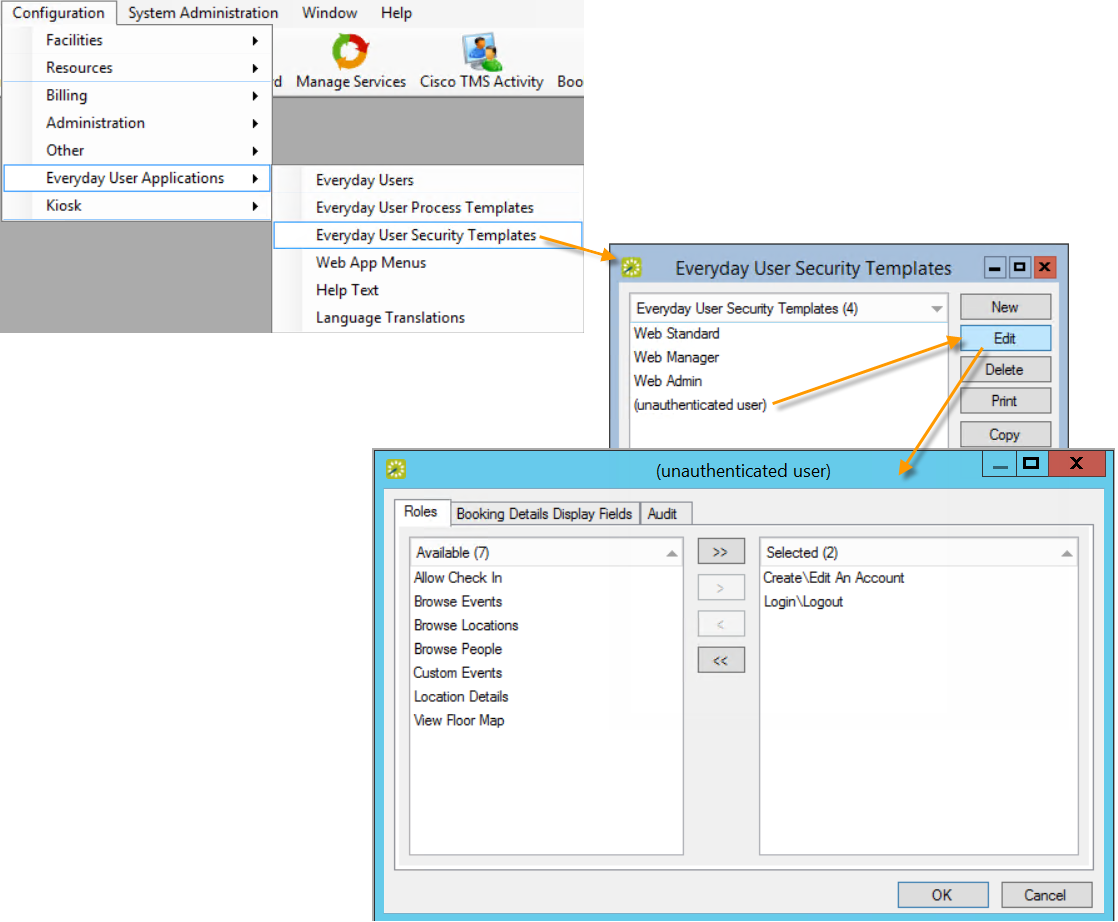 Configuration System Administration Window Help
Facilities
Resources
Manage Services Cisco TMS Activity
Billing
Administration
Other
Everyday User Applications
Kiosk
Everyday Users
Everyday User Process Templates
Everyday User Security Templates
Web App Menus
Help Text
Language Translations
Everyday User Security Templates
Everyday User Security Templates (4)
Web Standard
Web Manager
Web Admin
(unauthenticated user)
New
Edit
Delete
Print
Copy
(unauthenticated user)
Roles Booking Details Display Fields Audit
Available (7)
Allow Check In
Browse Events
Browse Locations
Browse People
Custom Events
Location Details
View Floor Map
>>
>
<
<<
Selected (2)
Create\Edit An Account
Login\Logout
OK Cancel